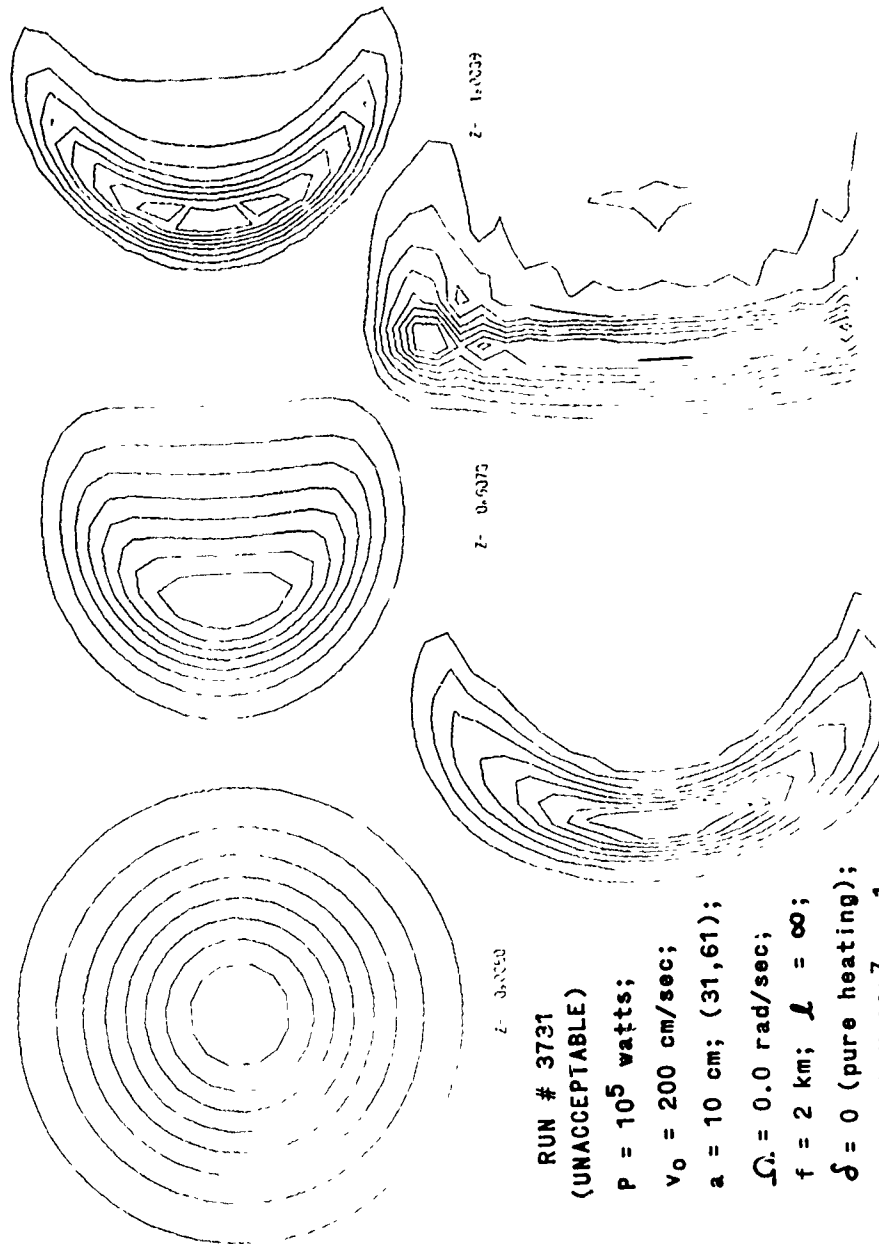 RUN # 3731
(UNACCEPTABLE)
P = 10⁵ watts;
v₀ = 200 cm/sec;
a = 10 cm; (31,61);
Ω = 0.0 rad/sec;
f = 2 km; ℓ = ∞;
δ = 0 (pure heating);